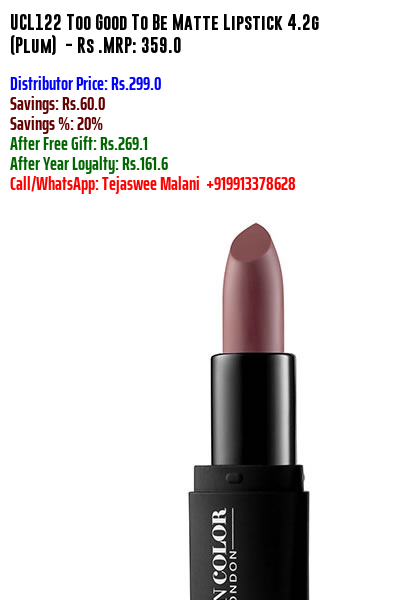 UCL122 Too Good To Be Matte Lipstick 4.2g
(Plum) - Rs .MRP: 359.0
Distributor Price: Rs.299.0
Savings: Rs.60.0
Savings %: 20%
After Free Gift: Rs.269.1
After Year Loyalty: Rs.161.6
Call/WhatsApp: Tejaswee Malani +919913378628
N COLOR
ONDON